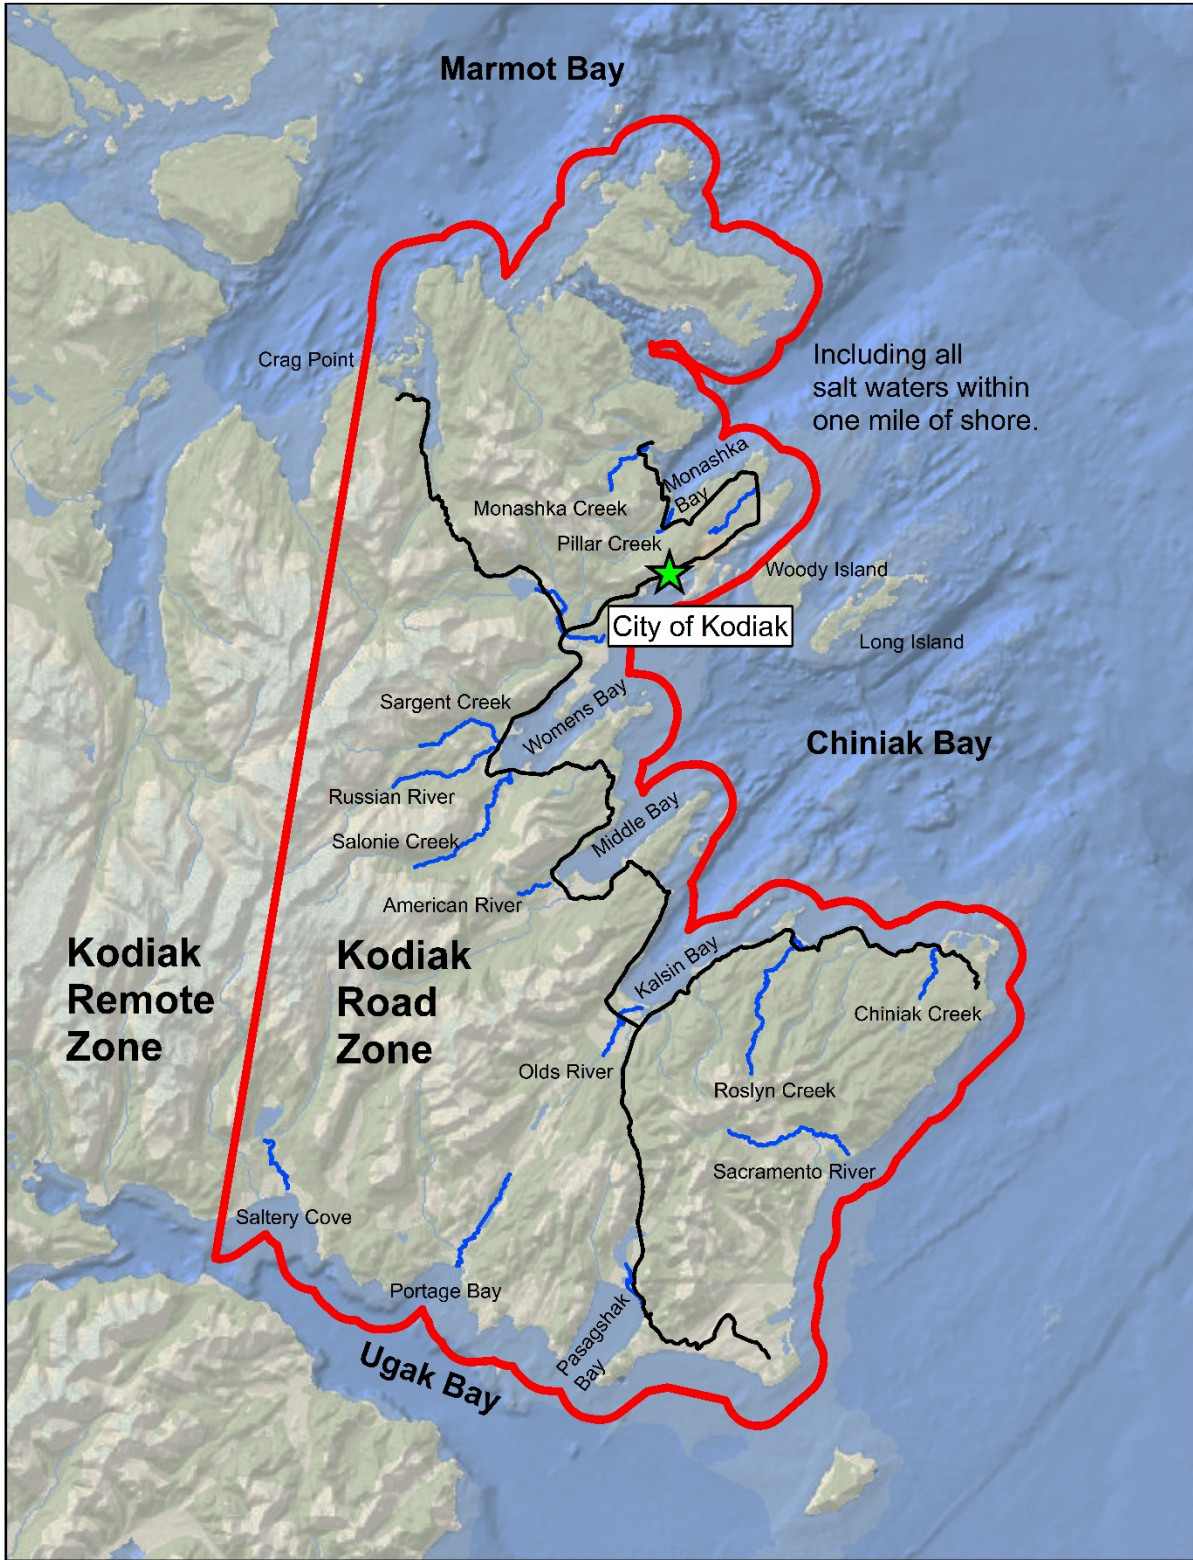 Marmot Bay
Including all
salt waters within
one mile of shore.
Crag Point
Monashka
Bay
Monashka Creek
Pillar Creek
Woody Island
City of Kodiak
Long Island
Sargent Creek
Womens Bay
Chiniak Bay
Russian River
Middle Bay
Salonie Creek
American River
Kodiak
Remote
Zone
Kodiak
Road
Zone
Kalsin Bay
Chiniak Creek
Olds River
Roslyn Creek
Sacramento River
Saltery Cove
Portage Bay
Pasagshak
Bay
Ugak Bay